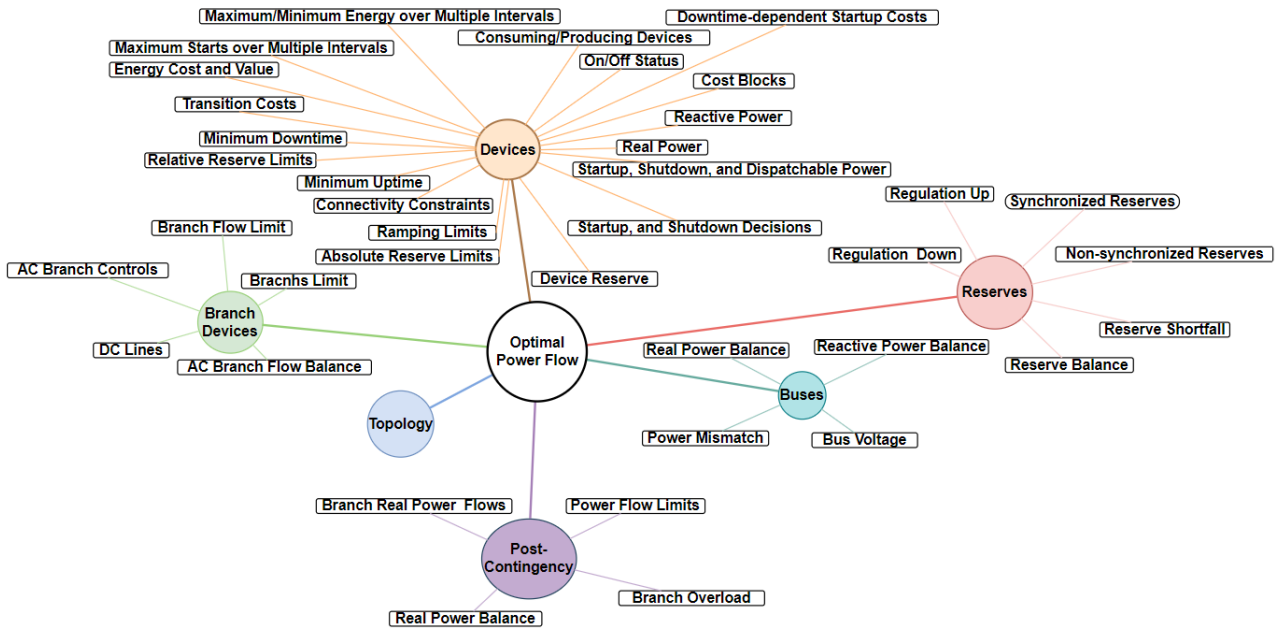 Maximum/Minimum Energy over Multiple Intervals
Downtime-dependent Startup Costs
Consuming/Producing Devices
Maximum Starts over Multiple Intervals
On/Off Status
Energy Cost and Value
Cost Blocks
Transition Costs
Reactive Power
Minimum Downtime
Devices
Real Power
Relative Reserve Limits
Startup, Shutdown, and Dispatchable Power
Minimum Uptime
Regulation Up
Synchronized Reserves
Connectivity Constraints
Branch Flow Limit
Ramping Limits
Startup, and Shutdown Decisions
Absolute Reserve Limits
Regulation Down
Non-synchronized Reserves
AC Branch Controls
Bracnhs Limit
Device Reserve
Reserves
Branch
Devices
Optimal
Power Flow
Reserve Shortfall
DC Lines
Real Power Balance
Reactive Power Balance
AC Branch Flow Balance
Reserve Balance
Buses
Topology
Power Mismatch
Bus Voltage
Branch Real Power Flows
Power Flow Limits
Post-
Contingency
Branch Overload
Real Power Balance